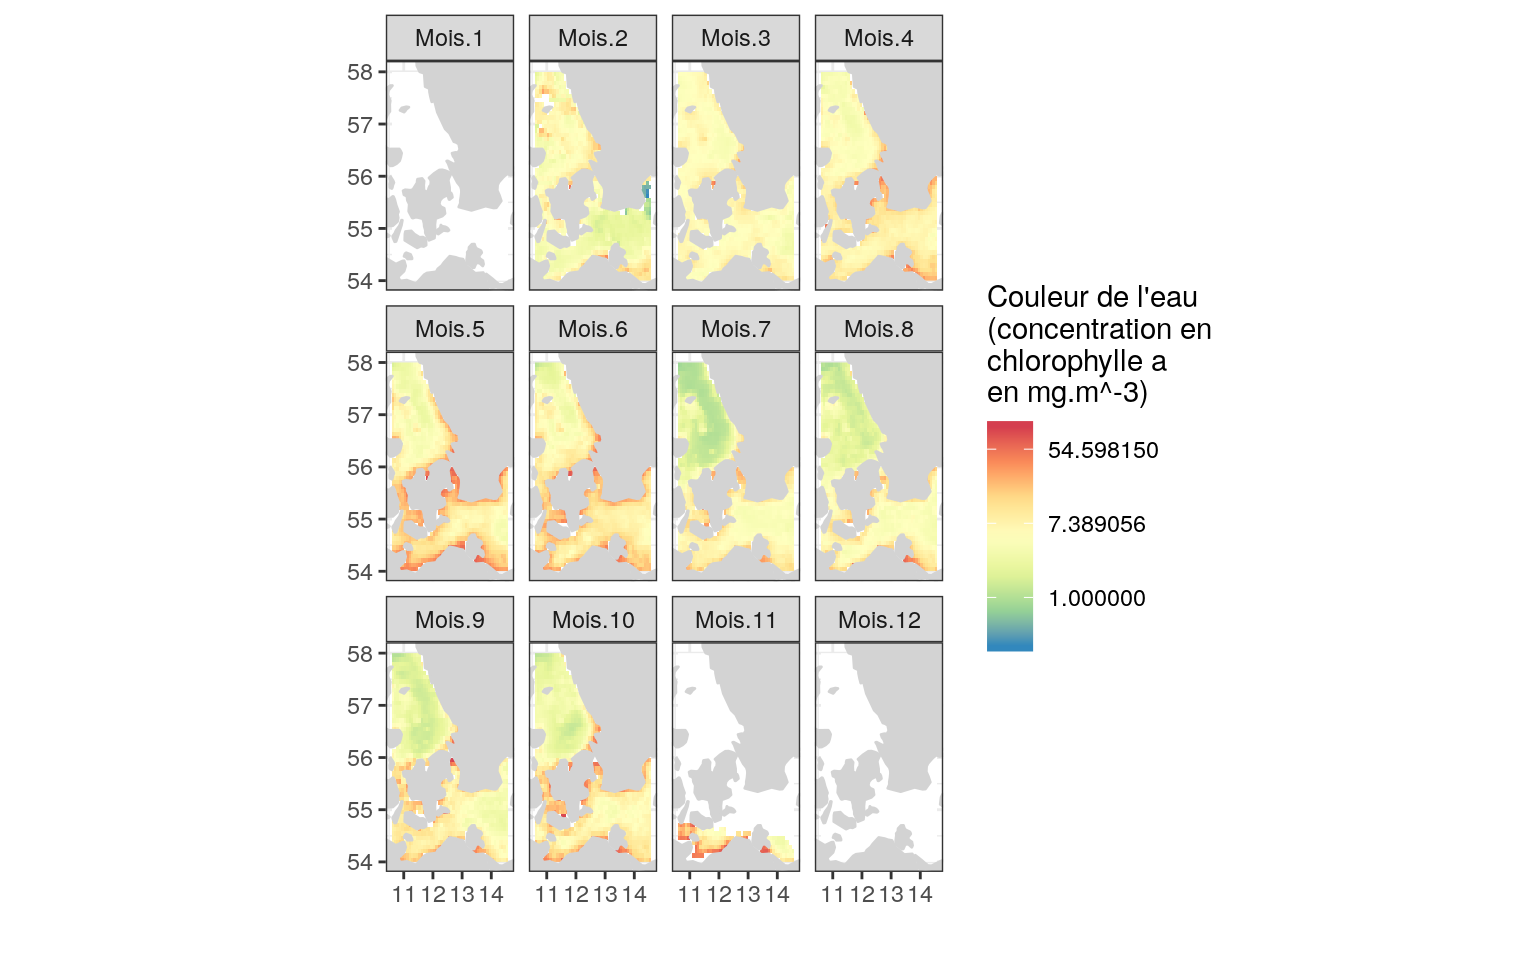 Mois.1 Mois.2 Mois.3 Mois.4
58
57
56
55
54
Mois.5 Mois.6 Mois.7 Mois.8
58
57
56
55
54
Mois.9 Mois.10 Mois.11 Mois.12
58
57
56
55
54
11 12 13 14 11 12 13 14 11 12 13 14 11 12 13 14
Couleur de l'eau
(concentration en
chlorophylle a
en mg.m^-3)
54.598150
7.389056
1.000000